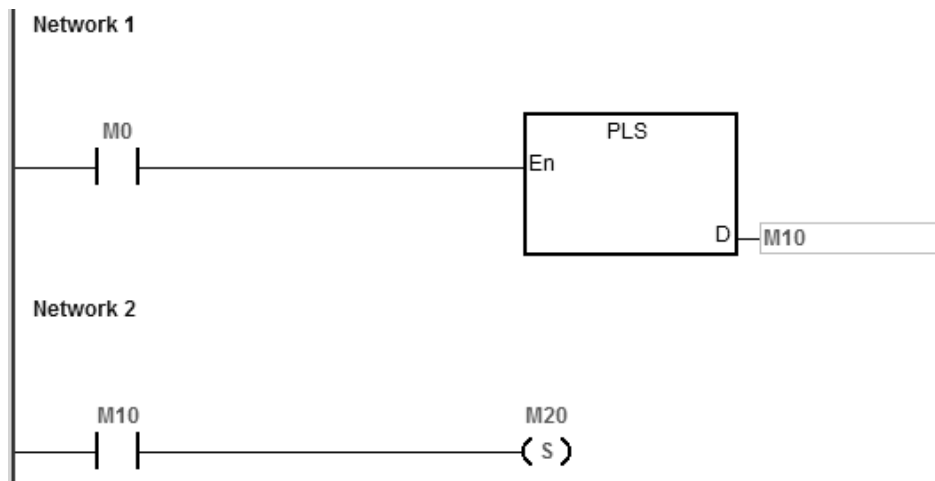 Network 1
M0
PLS
En
D
M10
Network 2
M10
M20
S